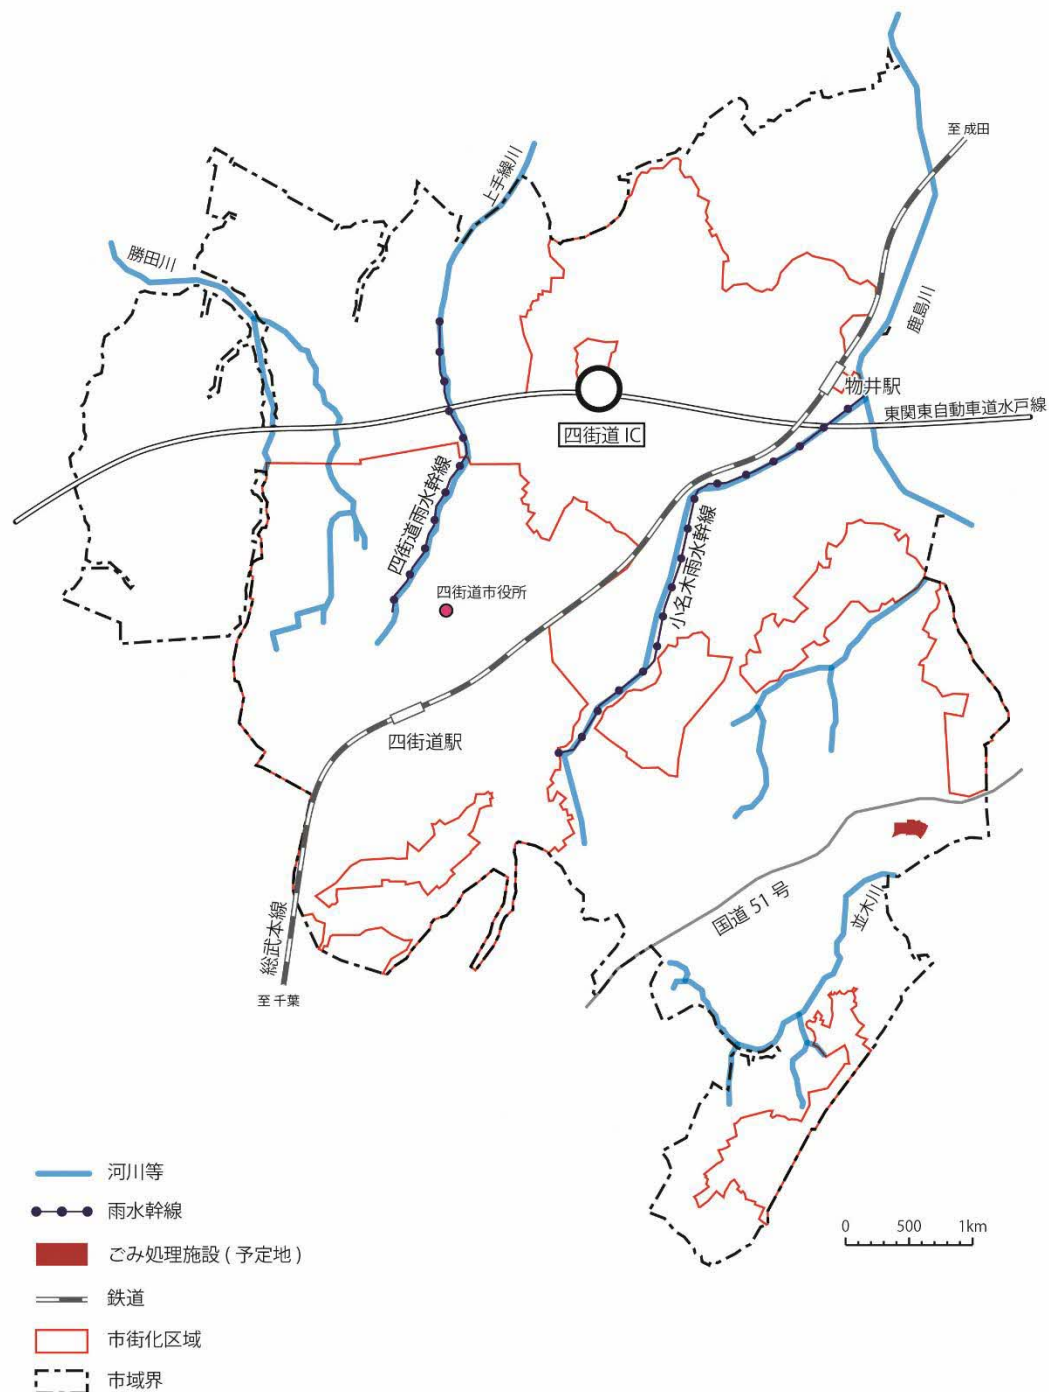 至 成田
上手繰川
勝田川
鹿島川
物井駅
東関東自動車道水戸線
四街道 IC
四街道雨水幹線
小名木雨水幹線
四街道市役所
四街道駅
国道 51 号
並木川
総武本線
至 千葉
河川等
雨水幹線
ごみ処理施設 ( 予定地 )
鉄道
市街化区域
市域界
0 500 1km